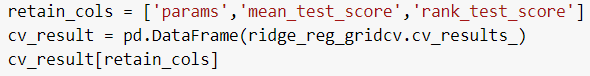 retain_cols = ['params','mean_test_score','rank_test_score']
cv_result = pd.DataFrame(ridge_reg_gridcv.cv_results_)
cv_result[retain_cols]